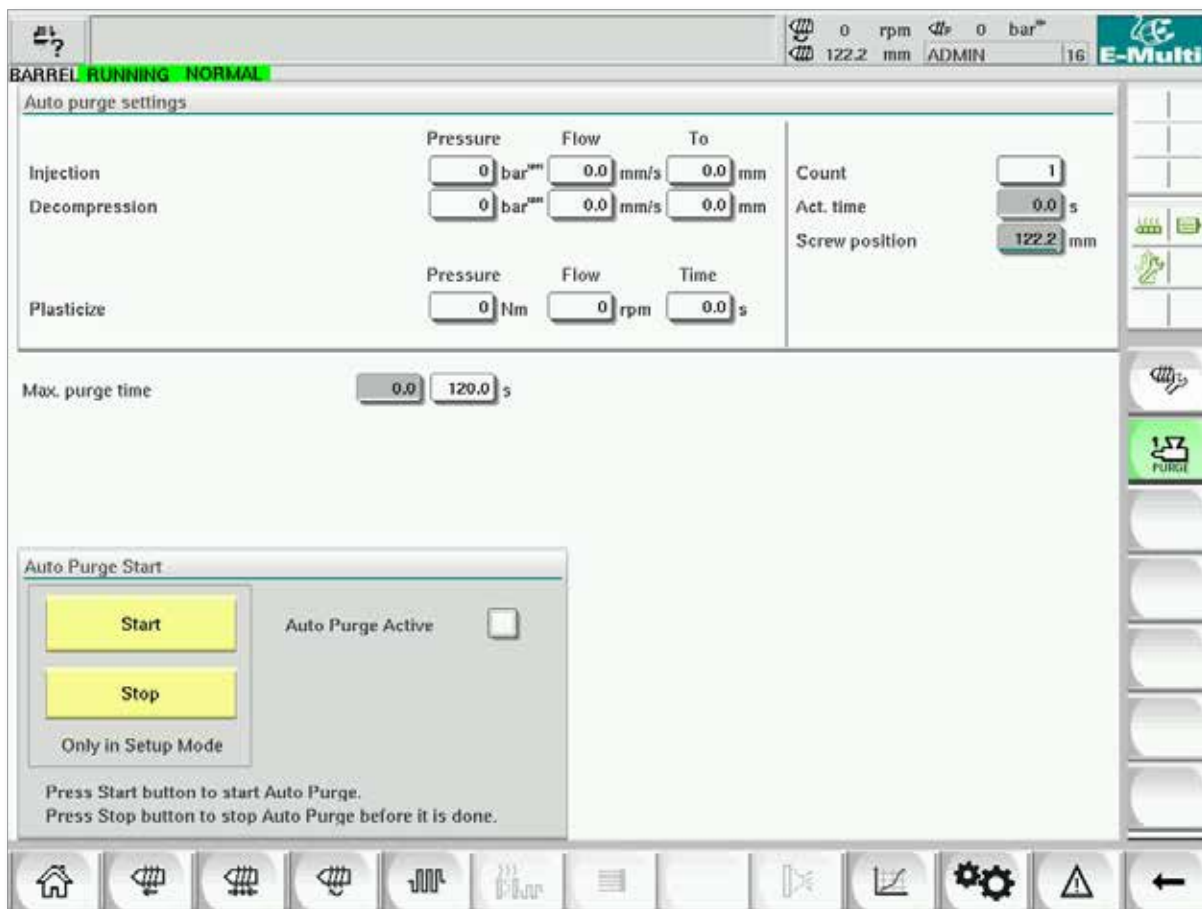 ?
0 rpm 0 bar
122.2 mm ADMIN 16
E-Multi
BARREL RUNNING NORMAL
Auto purge settings
Pressure Flow To
Injection 0 bar 0.0 mm/s 0.0 mm
Decompression 0 bar 0.0 mm/s 0.0 mm
Count 1
Act. time 0.0 s
Screw position 122.2 mm
Pressure Flow Time
Plasticize 0 Nm 0 rpm 0.0 s
Max. purge time 0.0 120.0 s
PURGE
Auto Purge Start
Start
Auto Purge Active
Stop
Only in Setup Mode
Press Start button to start Auto Purge.
Press Stop button to stop Auto Purge before it is done.